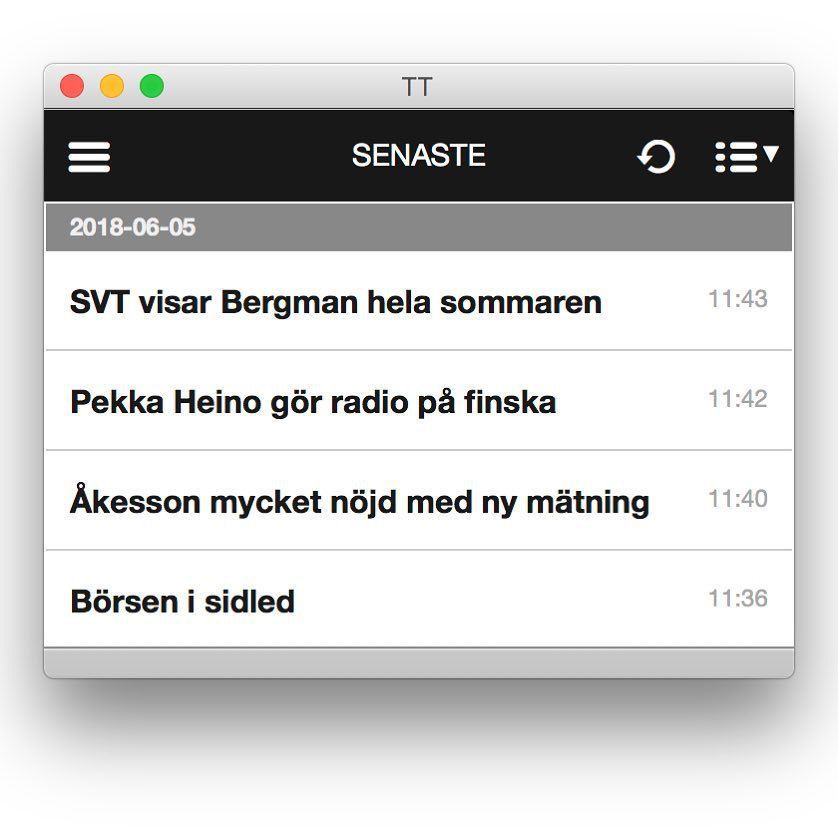 TT
SENASTE
2018-06-05
SVT visar Bergman hela sommaren 11:43
Pekka Heino gör radio på finska 11:42
Åkesson mycket nöjd med ny mätning 11:40
Börsen i sidled 11:36